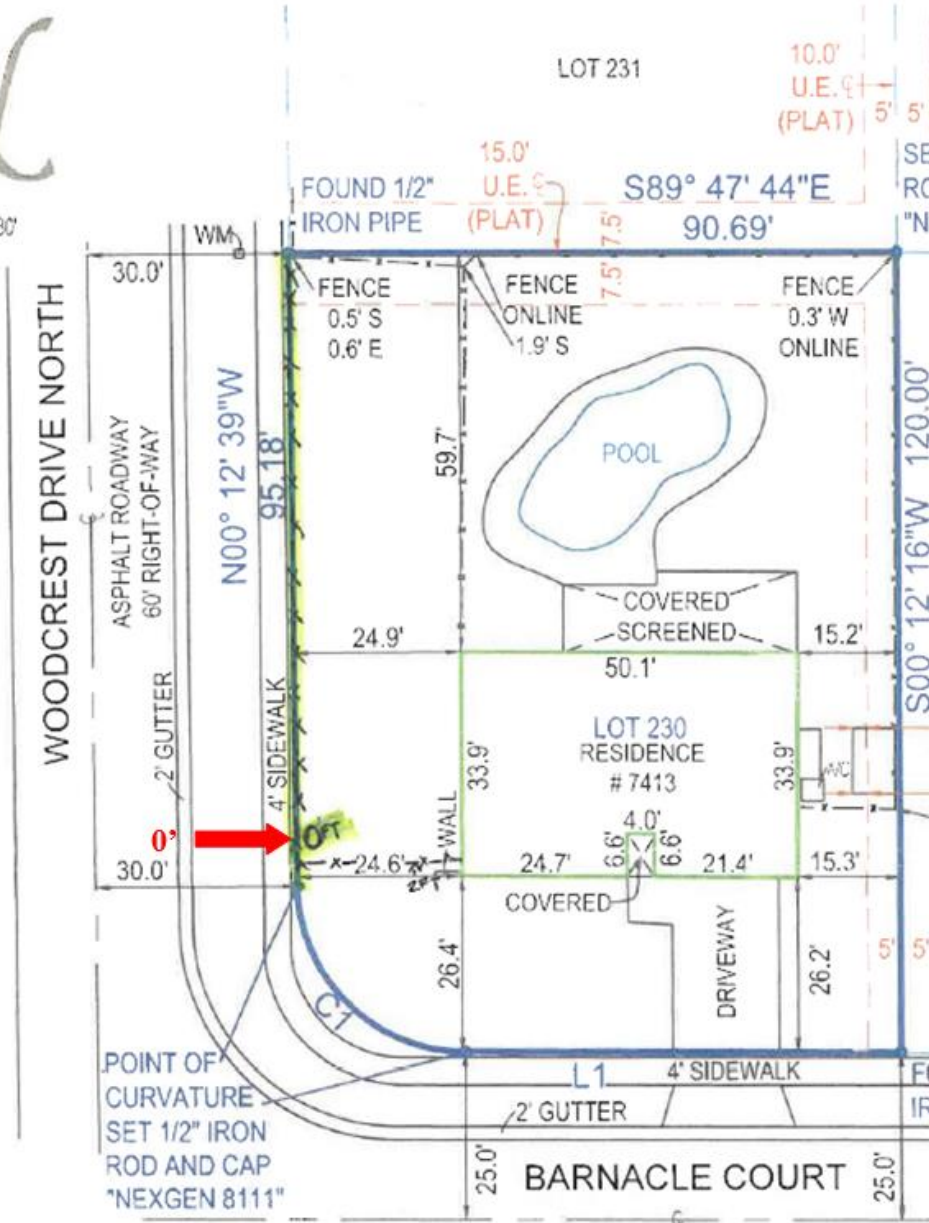 LOT 231
10.0'
U.E. ℄
(PLAT)
5' 5'
15.0'
U.E. ℄
(PLAT)
FOUND 1/2"
IRON PIPE
S89° 47' 44"E
90.69'
7.5'
7.5'
WM
30.0'
FENCE
0.5' S
0.6' E
FENCE
ONLINE
1.9' S
FENCE
0.3' W
ONLINE
WOODCREST DRIVE NORTH
ASPHALT ROADWAY
60' RIGHT-OF-WAY
℄
N00° 12' 39"W
95.18'
59.7'
POOL
S00° 12' 16"W 120.00'
COVERED
SCREENED
24.9'
15.2'
50.1'
2' GUTTER
4' SIDEWALK
LOT 230
RESIDENCE
# 7413
33.9'
33.9'
WALL
0'
0FT
4.0'
6.6'
6.6'
30.0'
24.6'
2FT
24.7'
21.4'
15.3'
COVERED
26.4'
DRIVEWAY
26.2'
5' 5'
C1
POINT OF
CURVATURE
SET 1/2" IRON
ROD AND CAP
"NEXGEN 8111"
L1
4' SIDEWALK
2' GUTTER
25.0'
BARNACLE COURT
25.0'
℄